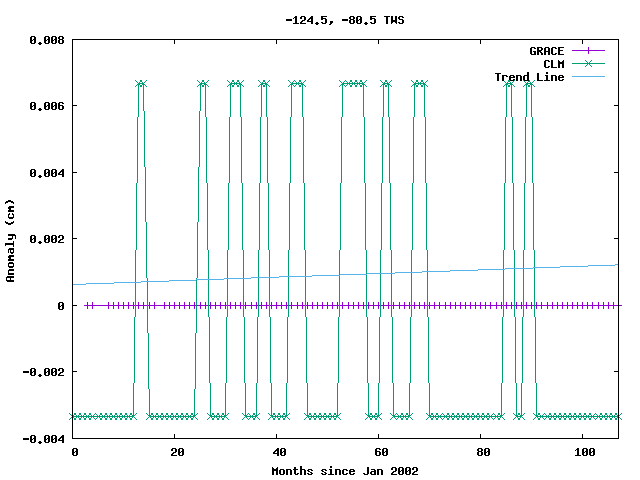 -124.5, -80.5 TWS
GRACE
CLM
Trend Line
0.008
0.006
0.004
0.002
0
-0.002
-0.004
Anomaly (cm)
0 20 40 60 80 100
Months since Jan 2002